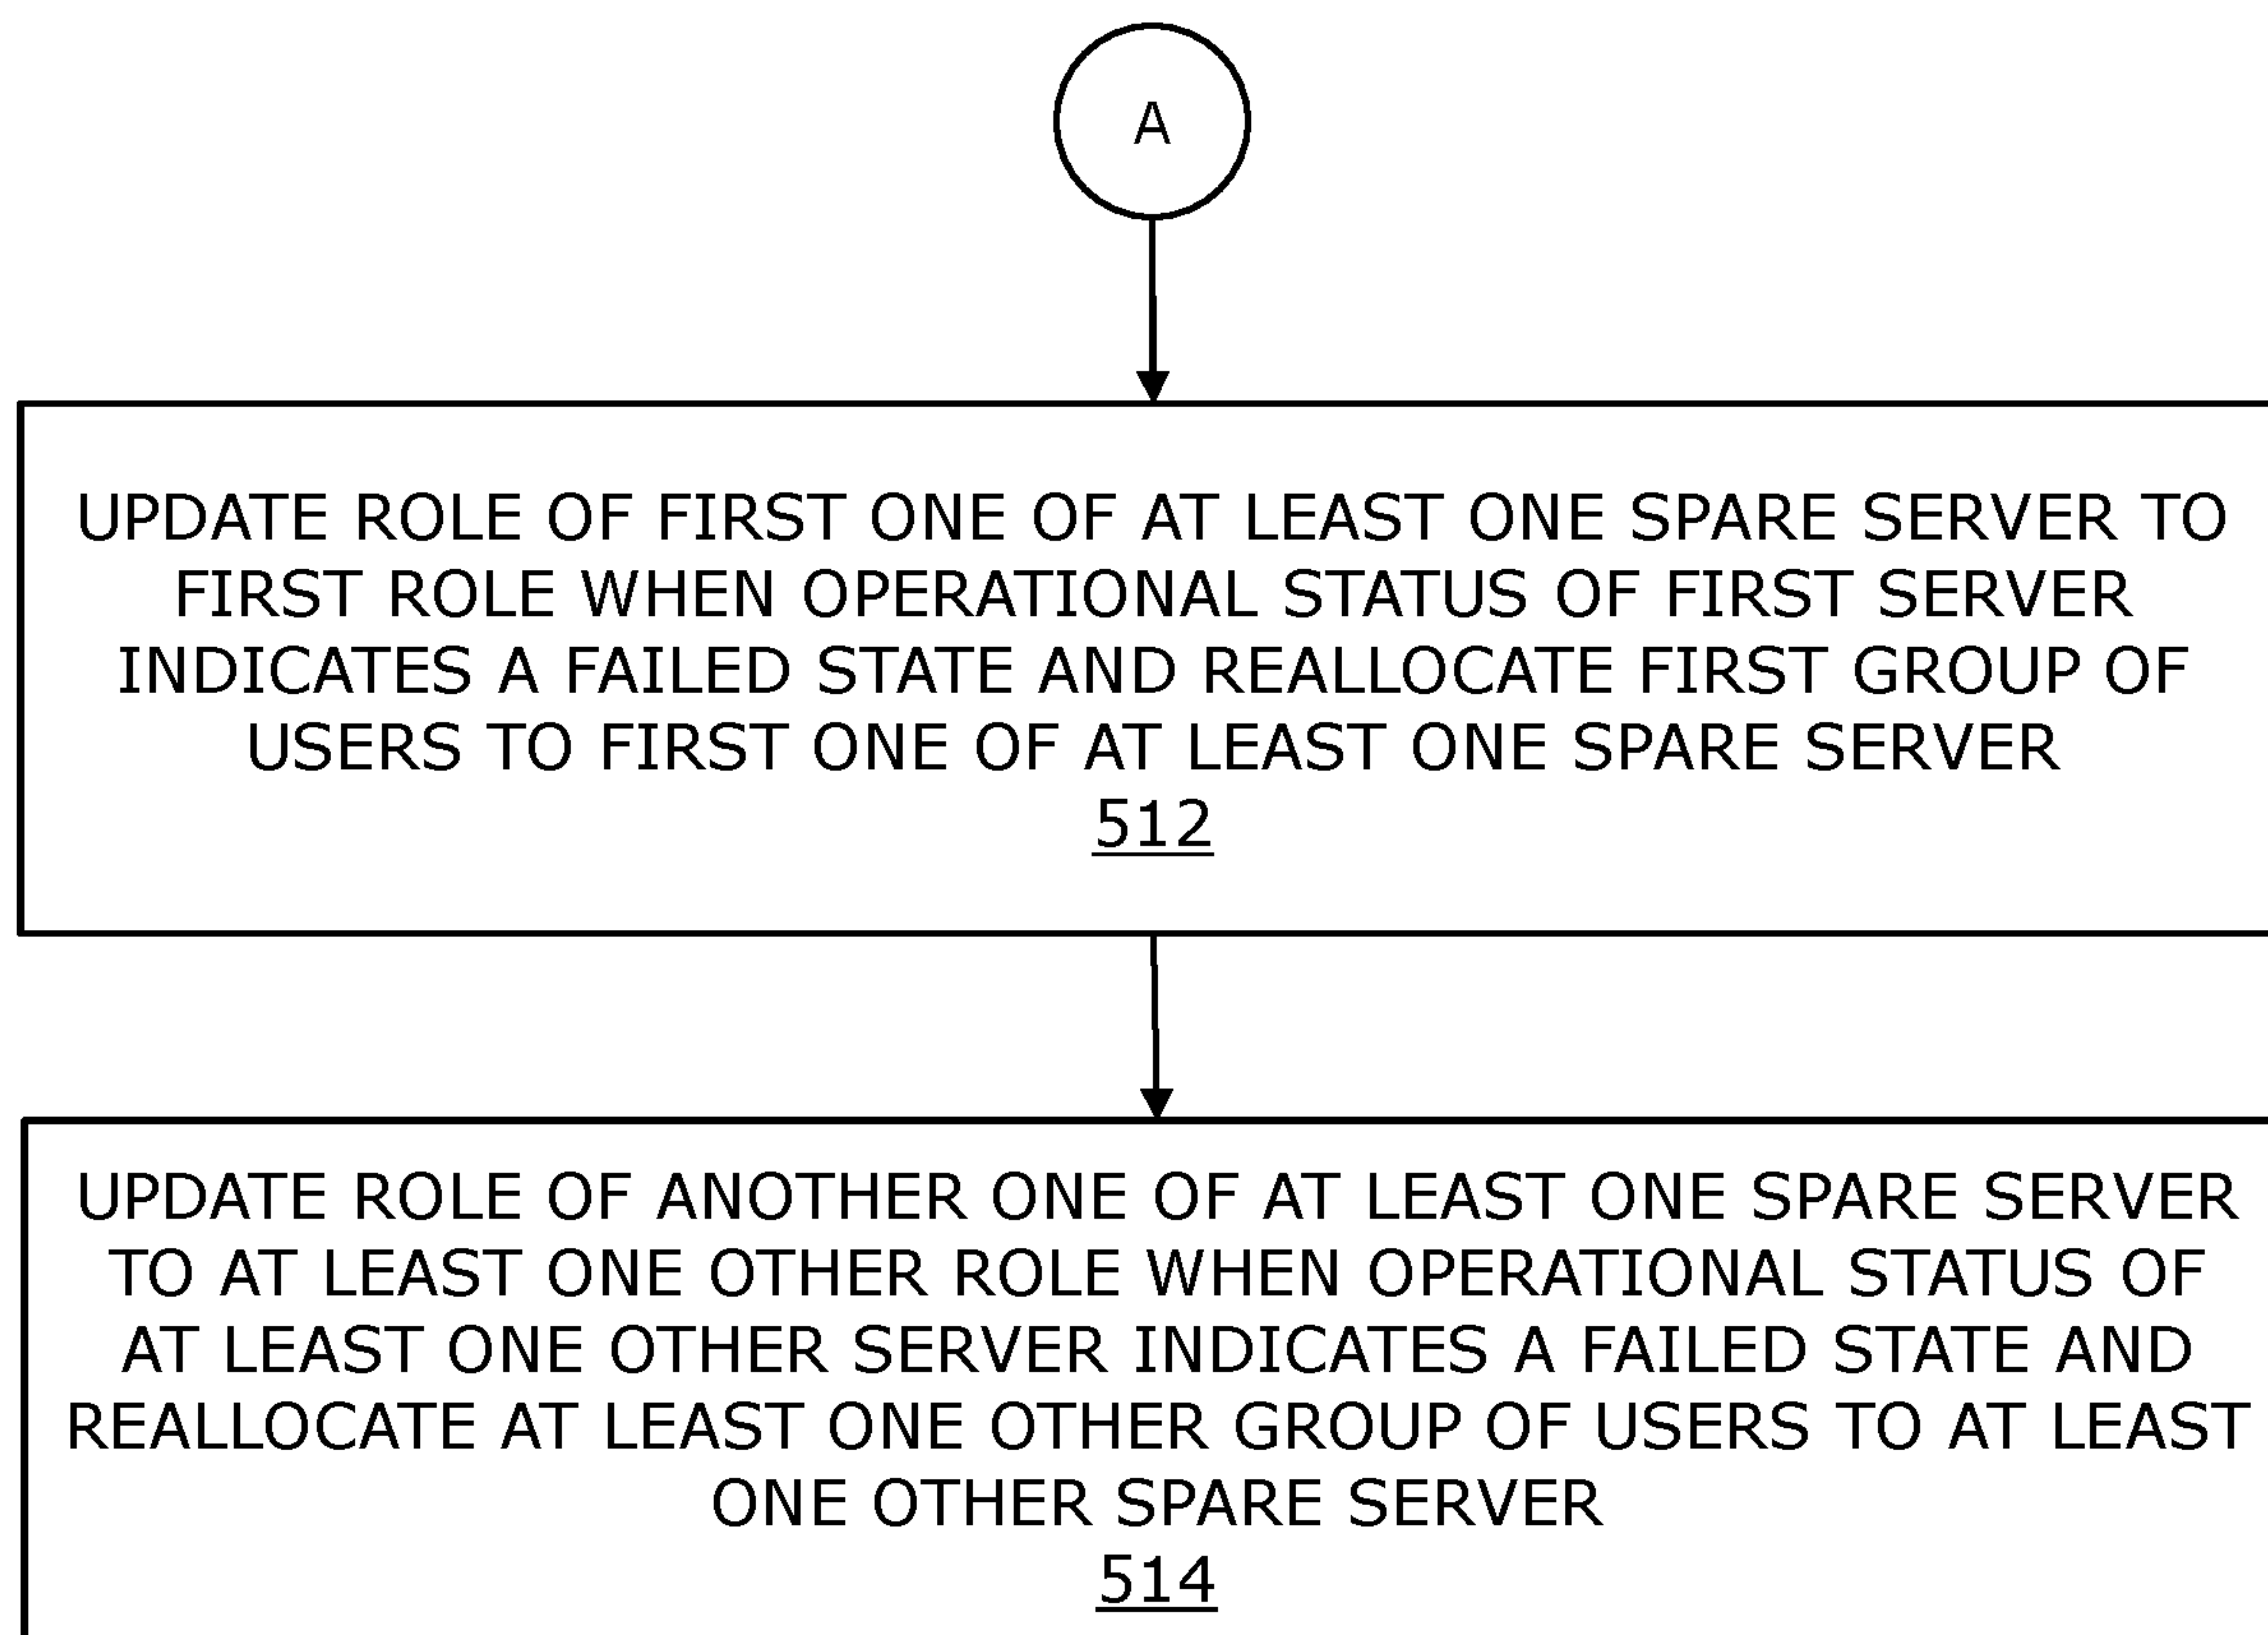 A
UPDATE ROLE OF FIRST ONE OF AT LEAST ONE SPARE SERVER TO
FIRST ROLE WHEN OPERATIONAL STATUS OF FIRST SERVER
INDICATES A FAILED STATE AND REALLOCATE FIRST GROUP OF
USERS TO FIRST ONE OF AT LEAST ONE SPARE SERVER
512
UPDATE ROLE OF ANOTHER ONE OF AT LEAST ONE SPARE SERVER
TO AT LEAST ONE OTHER ROLE WHEN OPERATIONAL STATUS OF
AT LEAST ONE OTHER SERVER INDICATES A FAILED STATE AND
REALLOCATE AT LEAST ONE OTHER GROUP OF USERS TO AT LEAST
ONE OTHER SPARE SERVER
514